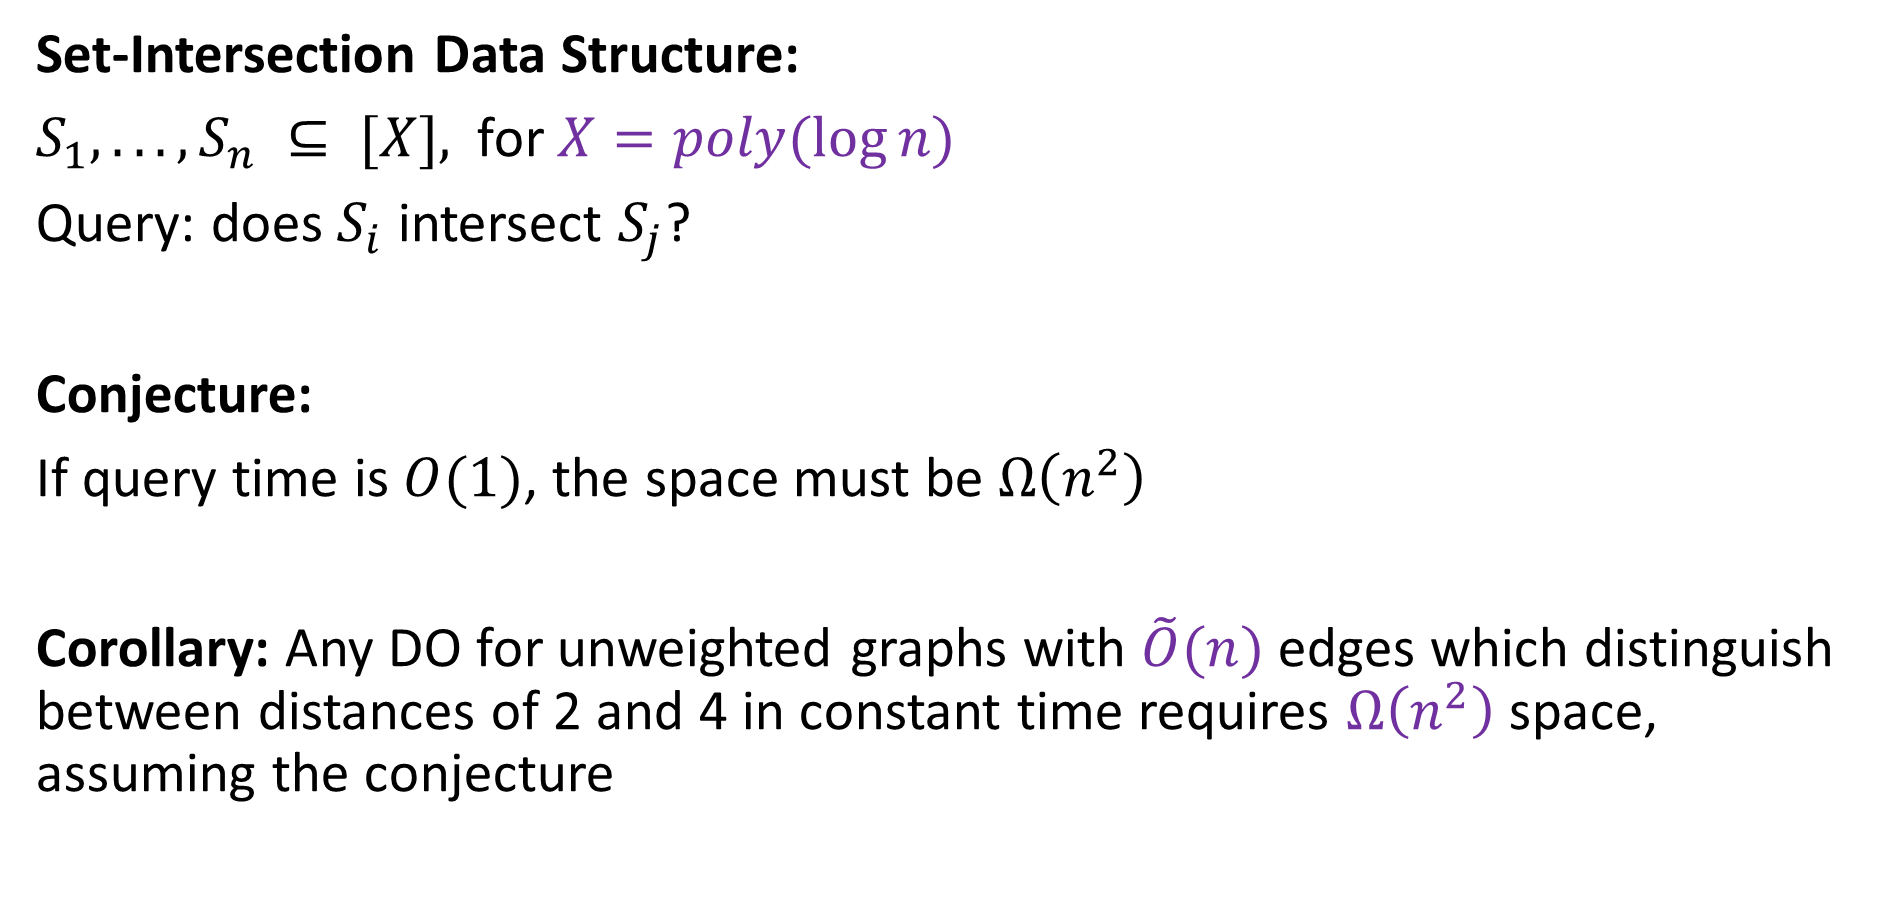 Set-Intersection Data Structure:
S₁,...,Sₙ ⊆ [X], for X = poly(log n)
Query: does Sᵢ intersect Sⱼ?
Conjecture:
If query time is O(1), the space must be Ω(n²)
Corollary: Any DO for unweighted graphs with Õ(n) edges which distinguish
between distances of 2 and 4 in constant time requires Ω(n²) space,
assuming the conjecture